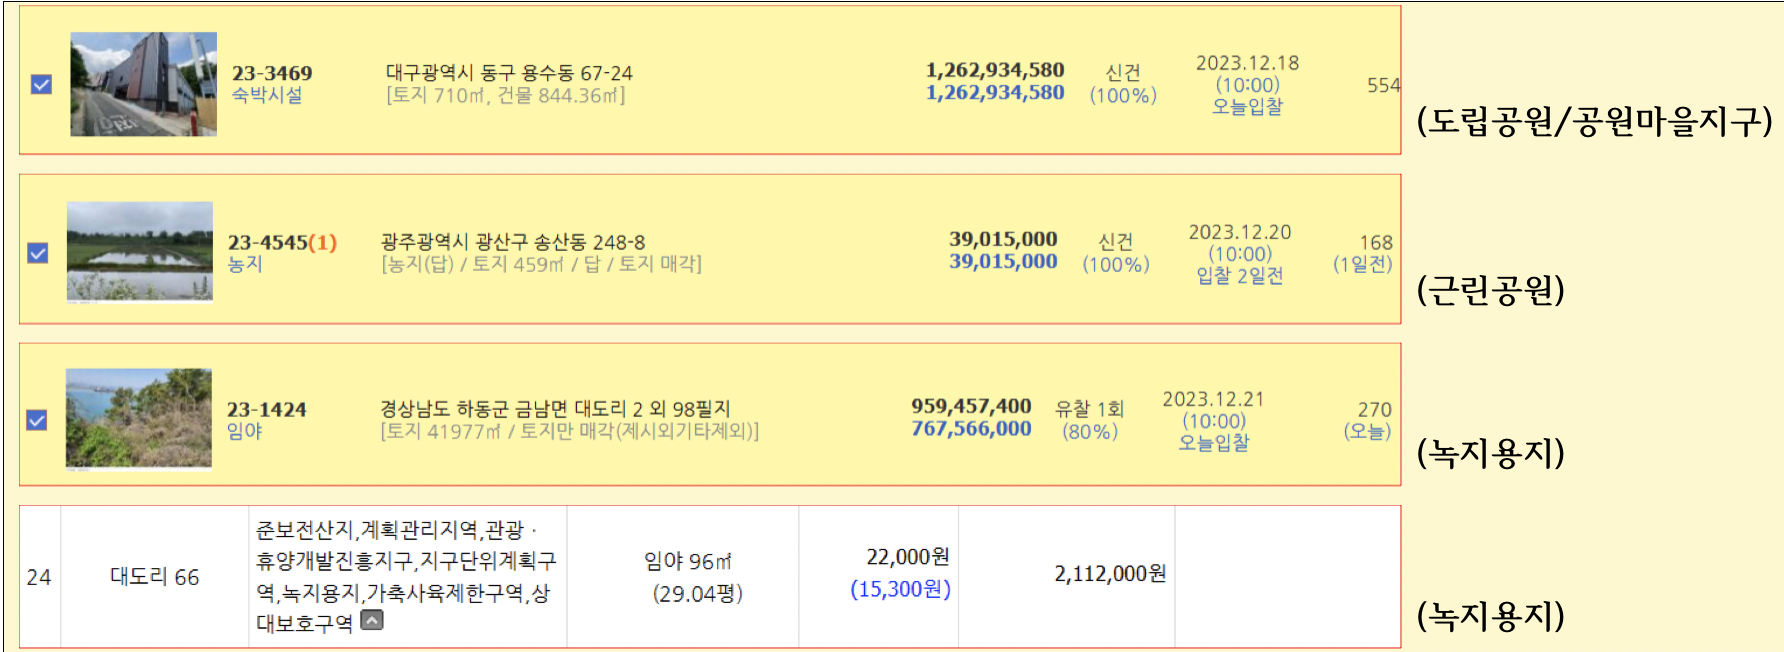 23-3469
숙박시설
대구광역시 동구 용수동 67-24
[토지 710㎡, 건물 844.36㎡]
1,262,934,580
1,262,934,580
신건
(100%)
2023.12.18
(10:00)
오늘입찰
554
(도립공원/공원마을지구)
23-4545(1)
농지
광주광역시 광산구 송산동 248-8
[농지(답) / 토지 459㎡ / 답 / 토지 매각]
39,015,000
39,015,000
신건
(100%)
2023.12.20
(10:00)
입찰 2일전
168
(1일전)
(근린공원)
23-1424
임야
경상남도 하동군 금남면 대도리 2 외 98필지
[토지 41977㎡ / 토지만 매각(제시외기타제외)]
959,457,400
767,566,000
유찰 1회
(80%)
2023.12.21
(10:00)
오늘입찰
270
(오늘)
(녹지용지)
24
대도리 66
준보전산지,계획관리지역,관광ㆍ
휴양개발진흥지구,지구단위계획구
역,녹지용지,가축사육제한구역,상
대보호구역
임야 96㎡
(29.04평)
22,000원
(15,300원)
2,112,000원
(녹지용지)